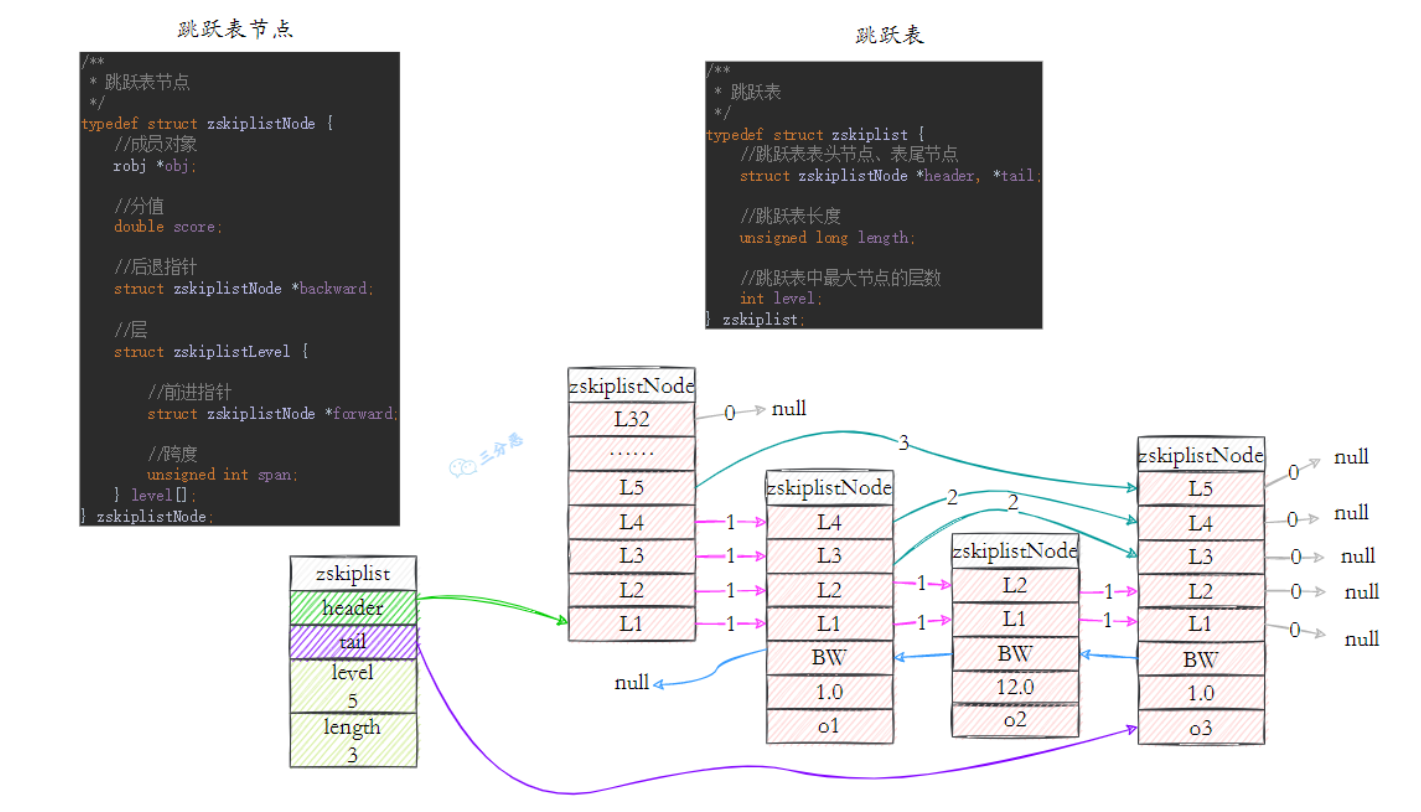 跳跃表节点
/**
* 跳跃表节点
*/
typedef struct zskiplistNode {
//成员对象
robj *obj;
//分值
double score;
//后退指针
struct zskiplistNode *backward;
//层
struct zskiplistLevel {
//前进指针
struct zskiplistNode *forward;
//跨度
unsigned int span;
} level[];
} zskiplistNode;
跳跃表
/**
* 跳跃表
*/
typedef struct zskiplist {
//跳跃表表头节点、表尾节点
struct zskiplistNode *header, *tail;
//跳跃表长度
unsigned long length;
//跳跃表中最大节点的层数
int level;
} zskiplist;
三分恶
zskiplist
header
tail
level
5
length
3
zskiplistNode
L32
……
L5
L4
L3
L2
L1
0
null
3
1
1
1
1
zskiplistNode
L4
L3
L2
L1
BW
1.0
o1
null
2
2
1
1
zskiplistNode
L2
L1
BW
12.0
o2
1
1
zskiplistNode
L5
L4
L3
L2
L1
BW
1.0
o3
0
null
0
null
0
null
0
null
0
null